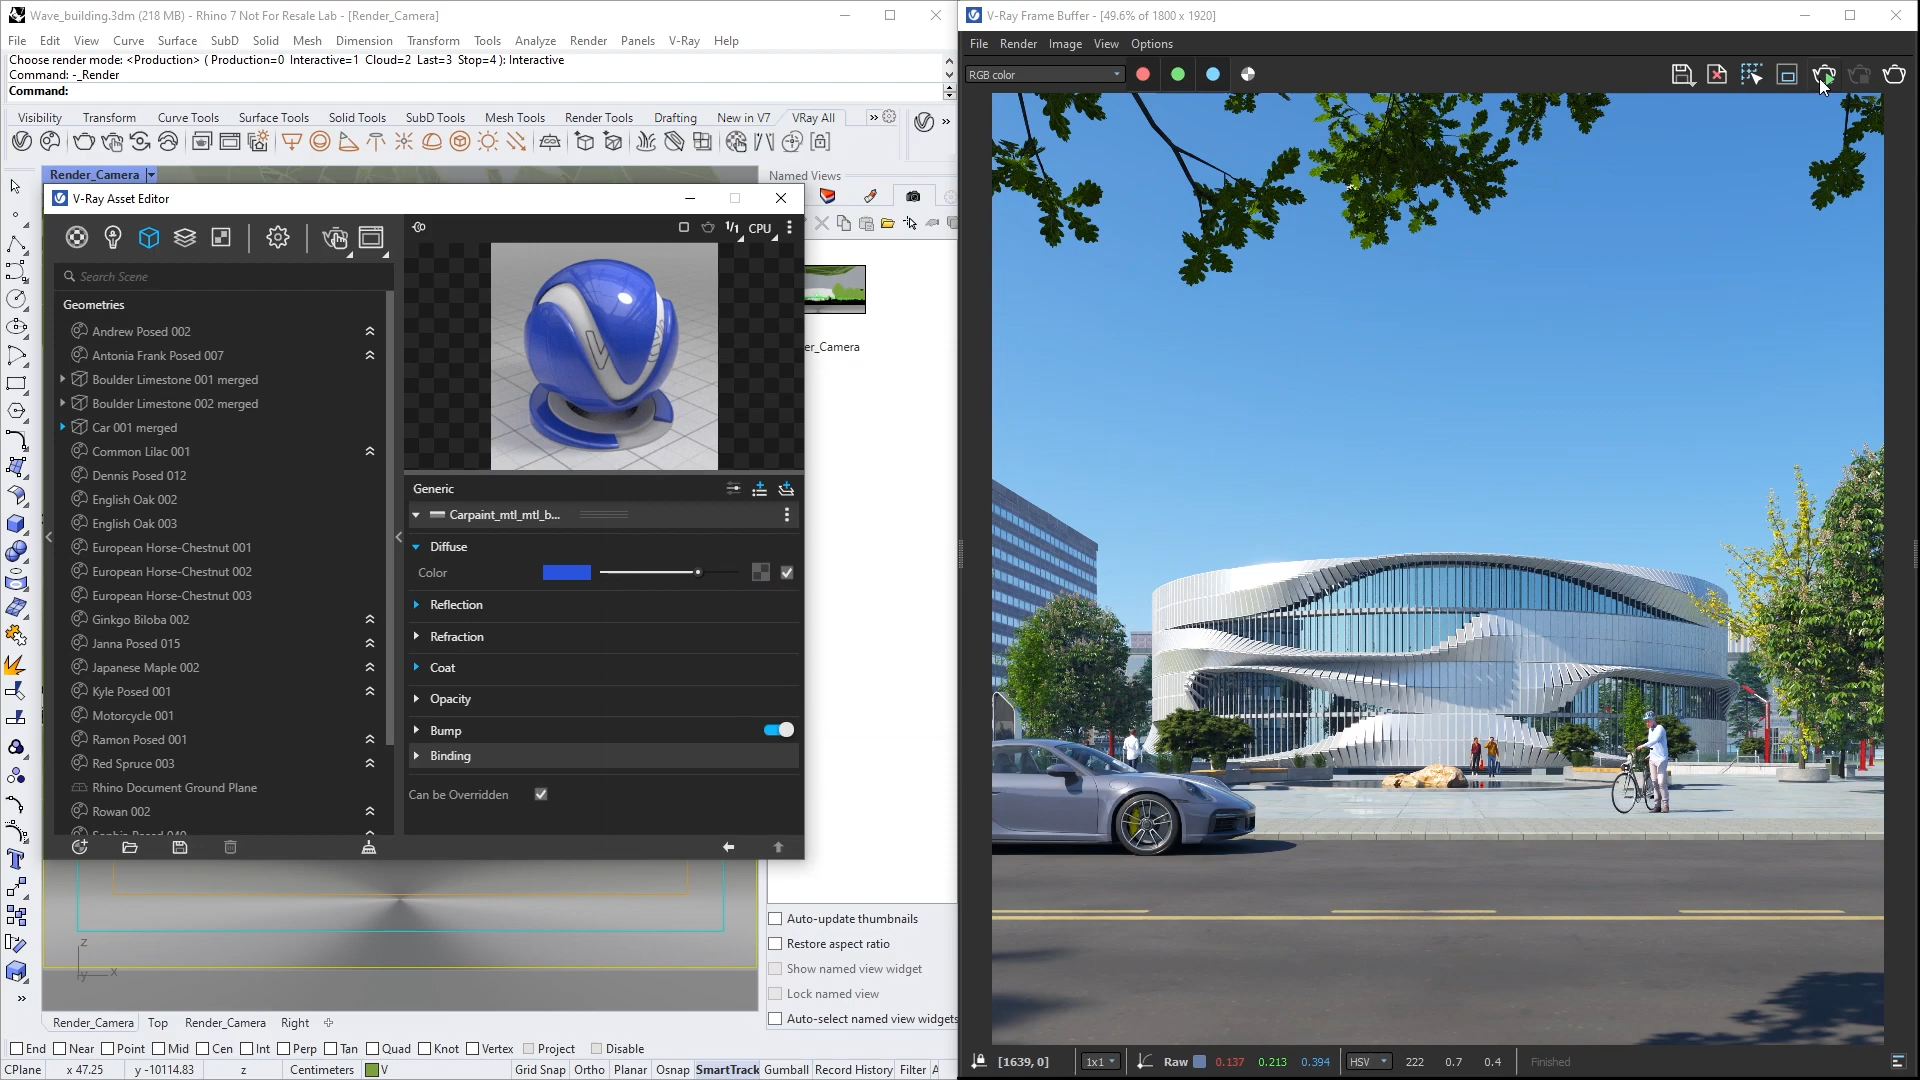 Wave_building.3dm (218 MB) - Rhino 7 Not For Resale Lab - [Render_Camera]
File Edit View Curve Surface SubD Solid Mesh Dimension Transform Tools Analyze Render Panels V-Ray Help
Choose render mode: <Production> ( Production=0 Interactive=1 Cloud=2 Last=3 Stop=4 ): Interactive
Command: -_Render
Command:
Visibility Transform Curve Tools Surface Tools Solid Tools SubD Tools Mesh Tools Render Tools Drafting New in V7 VRay All
Render_Camera
Named Views
V-Ray Asset Editor
1/1 CPU
Search Scene
Geometries
Andrew Posed 002
Antonia Frank Posed 007
Boulder Limestone 001 merged
Boulder Limestone 002 merged
Car 001 merged
Common Lilac 001
Dennis Posed 012
English Oak 002
English Oak 003
European Horse-Chestnut 001
European Horse-Chestnut 002
European Horse-Chestnut 003
Ginkgo Biloba 002
Janna Posed 015
Japanese Maple 002
Kyle Posed 001
Motorcycle 001
Ramon Posed 001
Red Spruce 003
Rhino Document Ground Plane
Rowan 002
Generic
Carpaint_mtl_mtl_b...
Diffuse
Color
Reflection
Refraction
Coat
Opacity
Bump
Binding
Can be Overridden
er_Camera
Auto-update thumbnails
Restore aspect ratio
Show named view widget
Lock named view
Auto-select named view widgets
z
y x
Render_Camera Top Render_Camera Right
End Near Point Mid Cen Int Perp Tan Quad Knot Vertex Project Disable
CPlane x 47.25 y -10114.83 z Centimeters V Grid Snap Ortho Planar Osnap SmartTrack Gumball Record History Filter A
V-Ray Frame Buffer - [49.6% of 1800 x 1920]
File Render Image View Options
RGB color
[1639, 0] 1x1 Raw 0.137 0.213 0.394 HSV 222 0.7 0.4 Finished